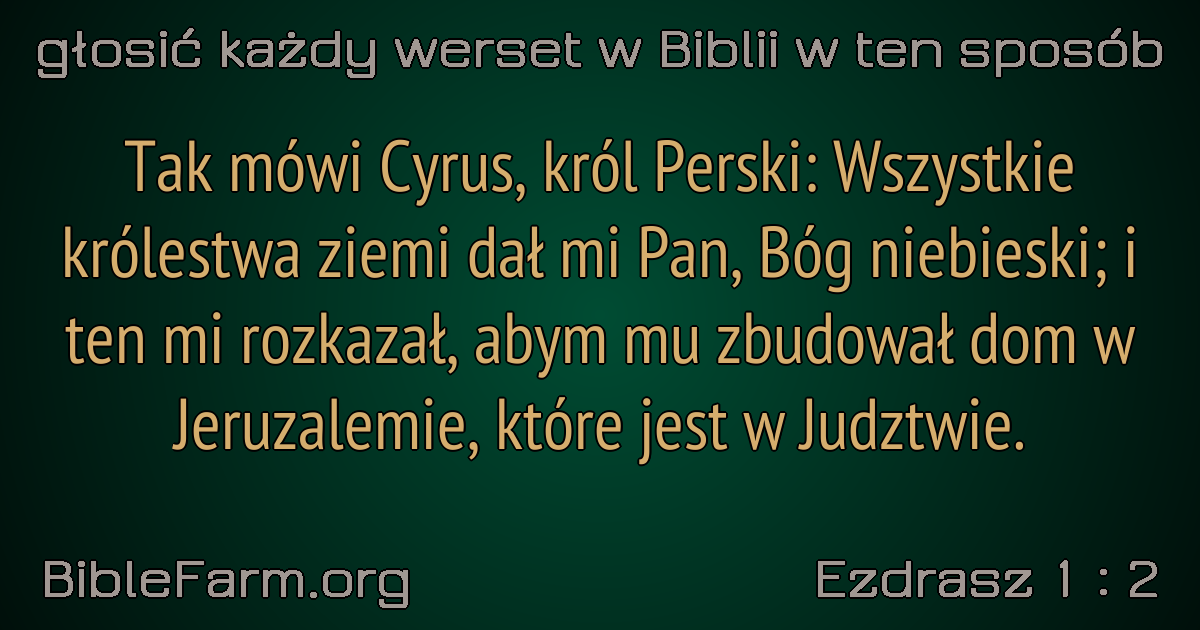 głosić każdy werset w Biblii w ten sposób
Tak mówi Cyrus, król Perski: Wszystkie
królestwa ziemi dał mi Pan, Bóg niebieski; i
ten mi rozkazał, abym mu zbudował dom w
Jeruzalemie, które jest w Judztwie.
BibleFarm.org
Ezdrasz 1 : 2